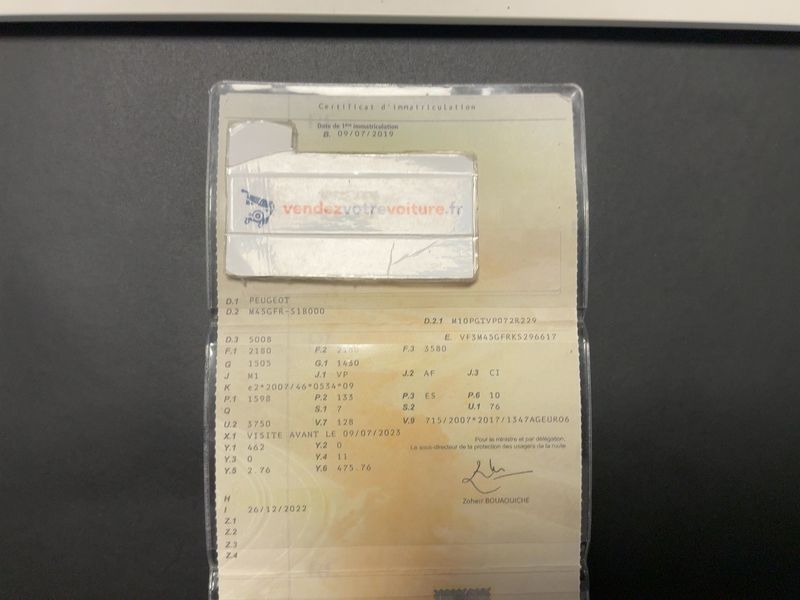 Certificat d'immatriculation
Date de 1ère immatriculation
B. 09/07/2019
vendezvotrevoiture.fr
D.1 PEUGEOT
D.2 M45GFR-S1B000 D.2.1 M10PGTVP072R229
D.3 5008 E. VF3M45GFRKS296617
F.1 2180 F.2 2180 F.3 3580
G 1505 G.1 1430
J M1 J.1 VP J.2 AF J.3 CI
K e2*2007/46*0534*09
P.1 1598 P.2 133 P.3 ES P.6 10
Q S.1 7 S.2 U.1 76
U.2 3750 V.7 128 V.9 715/2007*2017/1347AGEURO6
X.1 VISITE AVANT LE 09/07/2023
Pour le ministre et par délégation,
Y.1 462 Y.2 0 Le sous-directeur de la protection des usagers de la route
Y.3 0 Y.4 11
Y.5 2.76 Y.6 475.76
Zoheir BOUAOUICHE
H
I 26/12/2022
Z.1
Z.2
Z.3
Z.4